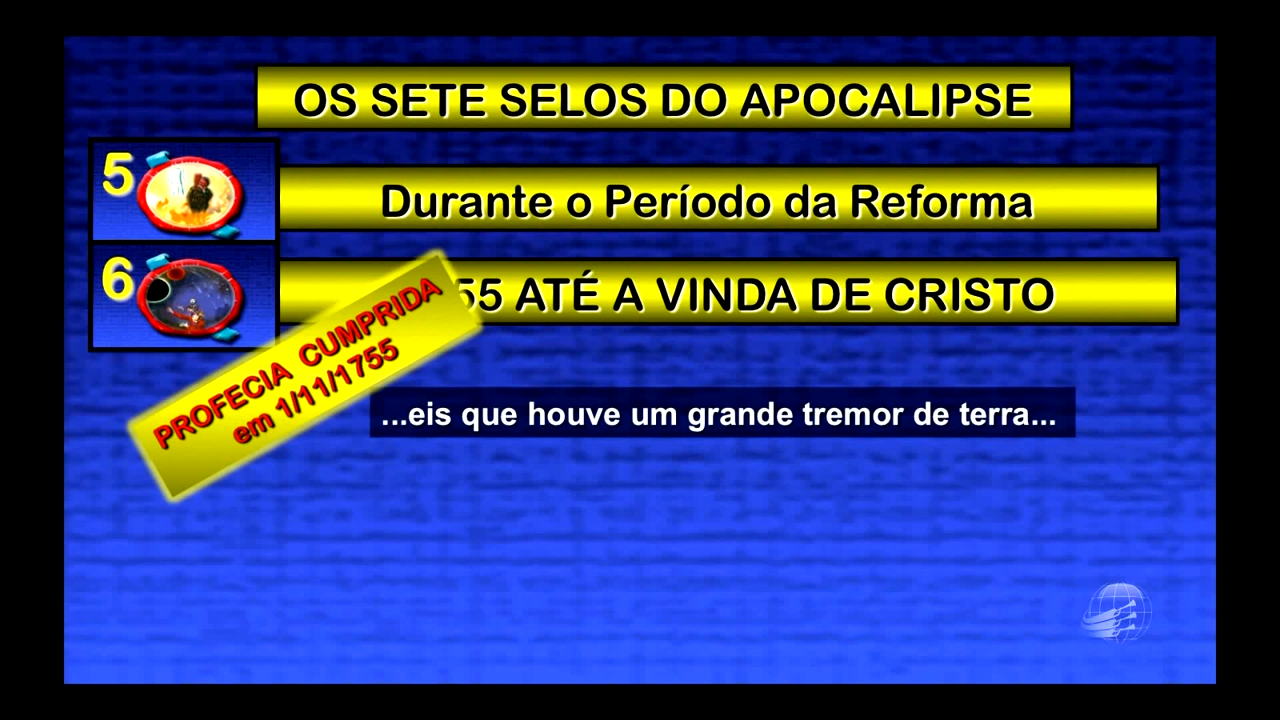 OS SETE SELOS DO APOCALIPSE
5
Durante o Período da Reforma
6
55 ATÉ A VINDA DE CRISTO
PROFECIA CUMPRIDA
em 1/11/1755
...eis que houve um grande tremor de terra...